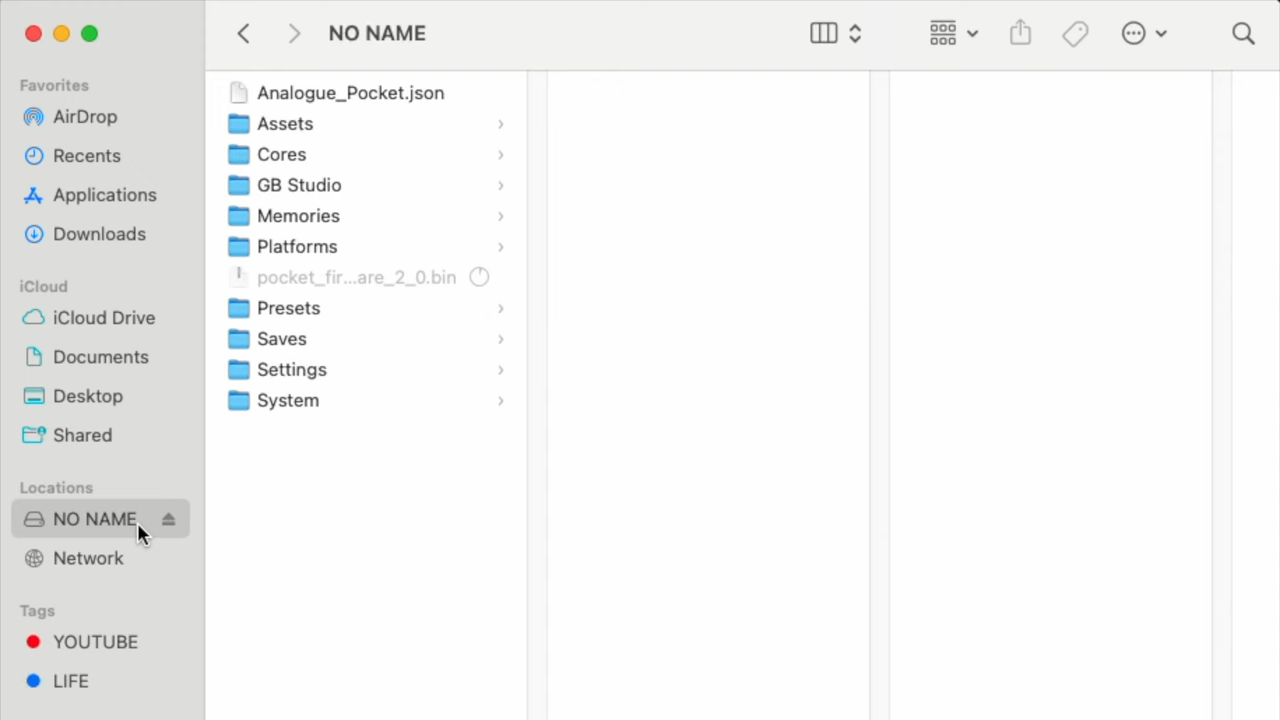 NO NAME
Favorites
AirDrop
Recents
Applications
Downloads
iCloud
iCloud Drive
Documents
Desktop
Shared
Locations
NO NAME
Network
Tags
YOUTUBE
LIFE
Analogue_Pocket.json
Assets
Cores
GB Studio
Memories
Platforms
pocket_fir...are_2_0.bin
Presets
Saves
Settings
System